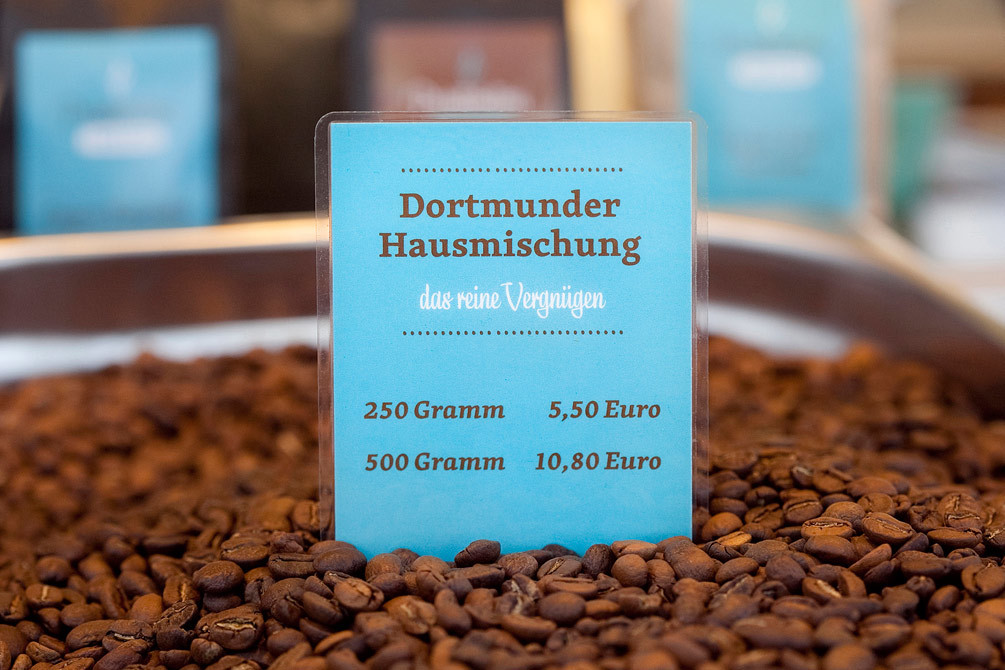 Dortmunder
Hausmischung
das reine Vergnügen
250 Gramm 5,50 Euro
500 Gramm 10,80 Euro